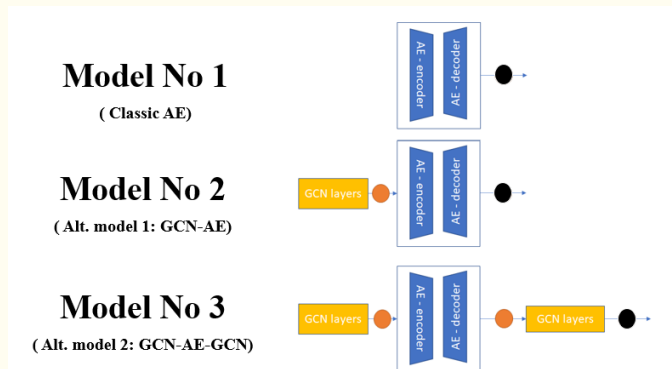 Model No 1
( Classic AE)
AE - encoder
AE - decoder
Model No 2
( Alt. model 1: GCN-AE)
GCN layers
AE - encoder
AE - decoder
Model No 3
( Alt. model 2: GCN-AE-GCN)
GCN layers
AE - encoder
AE - decoder
GCN layers